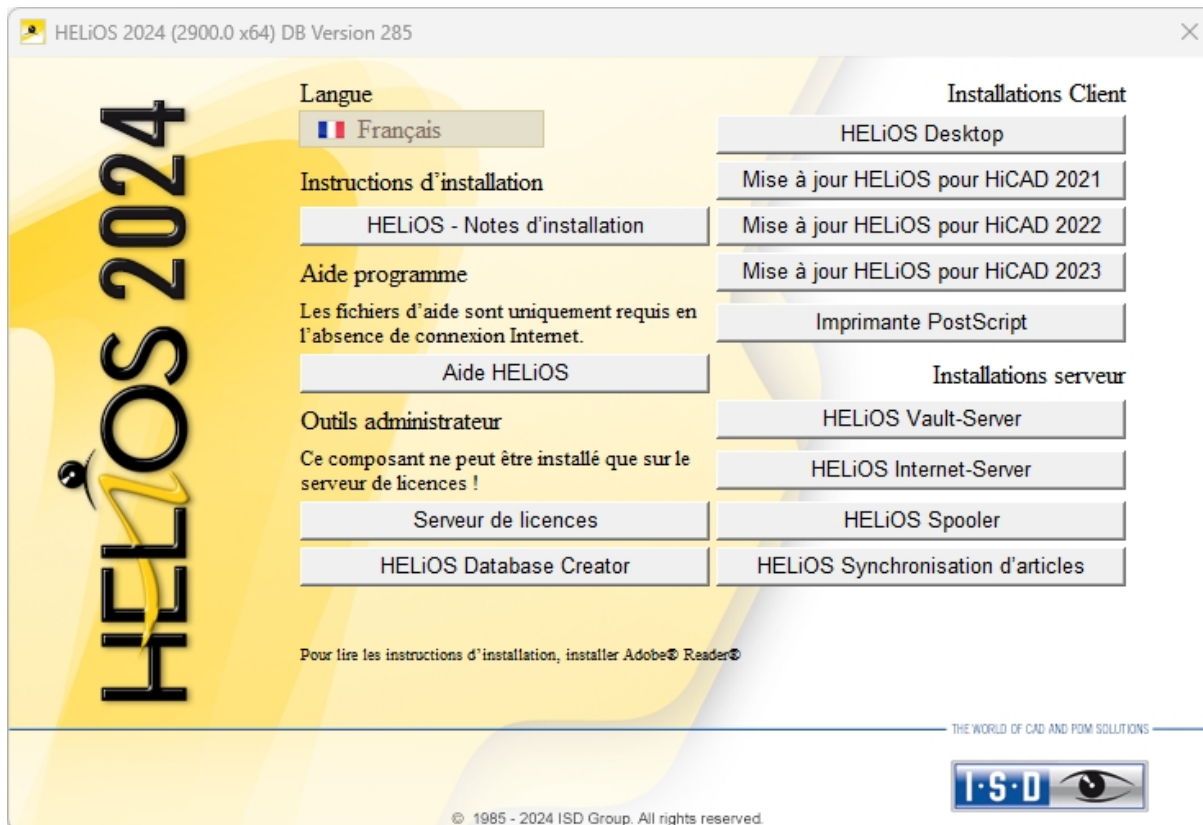 HELiOS 2024 (2900.0 x64) DB Version 285
HELiOS 2024
Langue
Français
Instructions d'installation
HELiOS - Notes d'installation
Aide programme
Les fichiers d'aide sont uniquement requis en
l'absence de connexion Internet.
Aide HELiOS
Outils administrateur
Ce composant ne peut être installé que sur le
serveur de licences !
Serveur de licences
HELiOS Database Creator
Installations Client
HELiOS Desktop
Mise à jour HELiOS pour HiCAD 2021
Mise à jour HELiOS pour HiCAD 2022
Mise à jour HELiOS pour HiCAD 2023
Imprimante PostScript
Installations serveur
HELiOS Vault-Server
HELiOS Internet-Server
HELiOS Spooler
HELiOS Synchronisation d'articles
Pour lire les instructions d'installation, installer Adobe® Reader®
THE WORLD OF CAD AND PDM SOLUTIONS
I·S·D
© 1985 - 2024 ISD Group. All rights reserved.